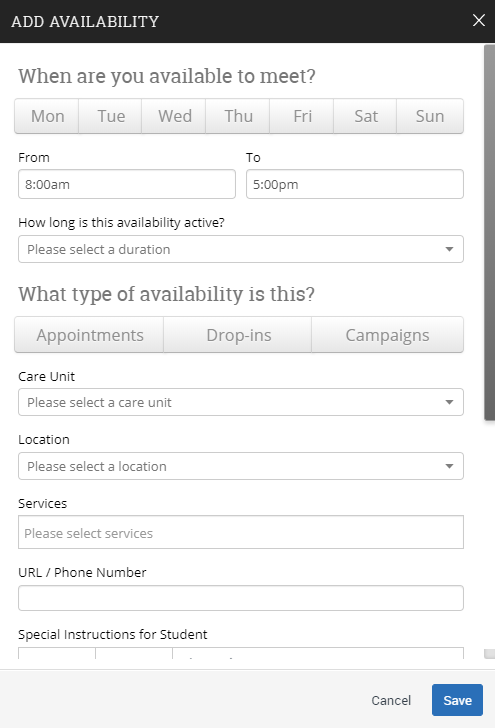 ADD AVAILABILITY
When are you available to meet?
Mon Tue Wed Thu Fri Sat Sun
From To
8:00am 5:00pm
How long is this availability active?
Please select a duration
What type of availability is this?
Appointments Drop-ins Campaigns
Care Unit
Please select a care unit
Location
Please select a location
Services
Please select services
URL / Phone Number
Special Instructions for Student
Cancel Save